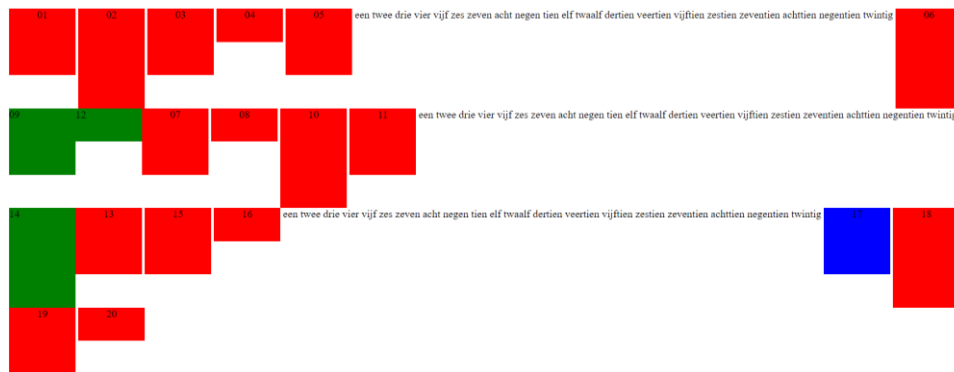 01 02 03 04 05 een twee drie vier vijf zes zeven acht negen tien elf twaalf dertien veertien vijftien zestien zeventien achttien negentien twintig 06
09 12 07 08 10 11 een twee drie vier vijf zes zeven acht negen tien elf twaalf dertien veertien vijftien zestien zeventien achttien negentien twintig
14 13 15 16 een twee drie vier vijf zes zeven acht negen tien elf twaalf dertien veertien vijftien zestien zeventien achttien negentien twintig 17 18
19 20